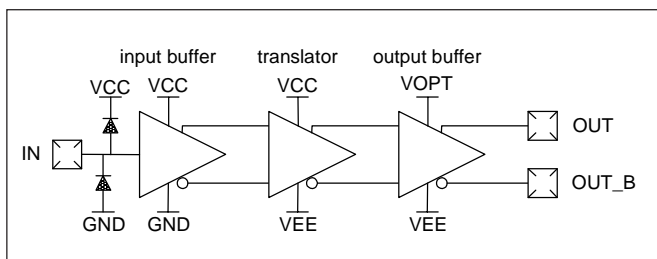 input buffer translator output buffer
VCC VCC VCC VOPT
IN OUT
OUT_B
GND GND VEE VEE